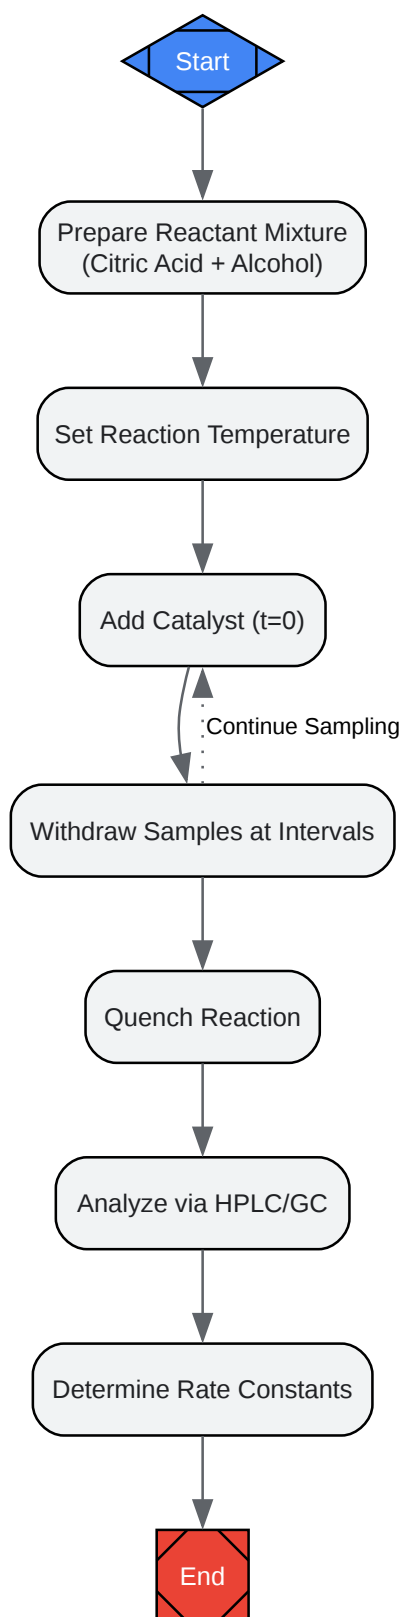 Start
Prepare Reactant Mixture
(Citric Acid + Alcohol)
Set Reaction Temperature
Add Catalyst (t=0)
Continue Sampling
Withdraw Samples at Intervals
Quench Reaction
Analyze via HPLC/GC
Determine Rate Constants
End